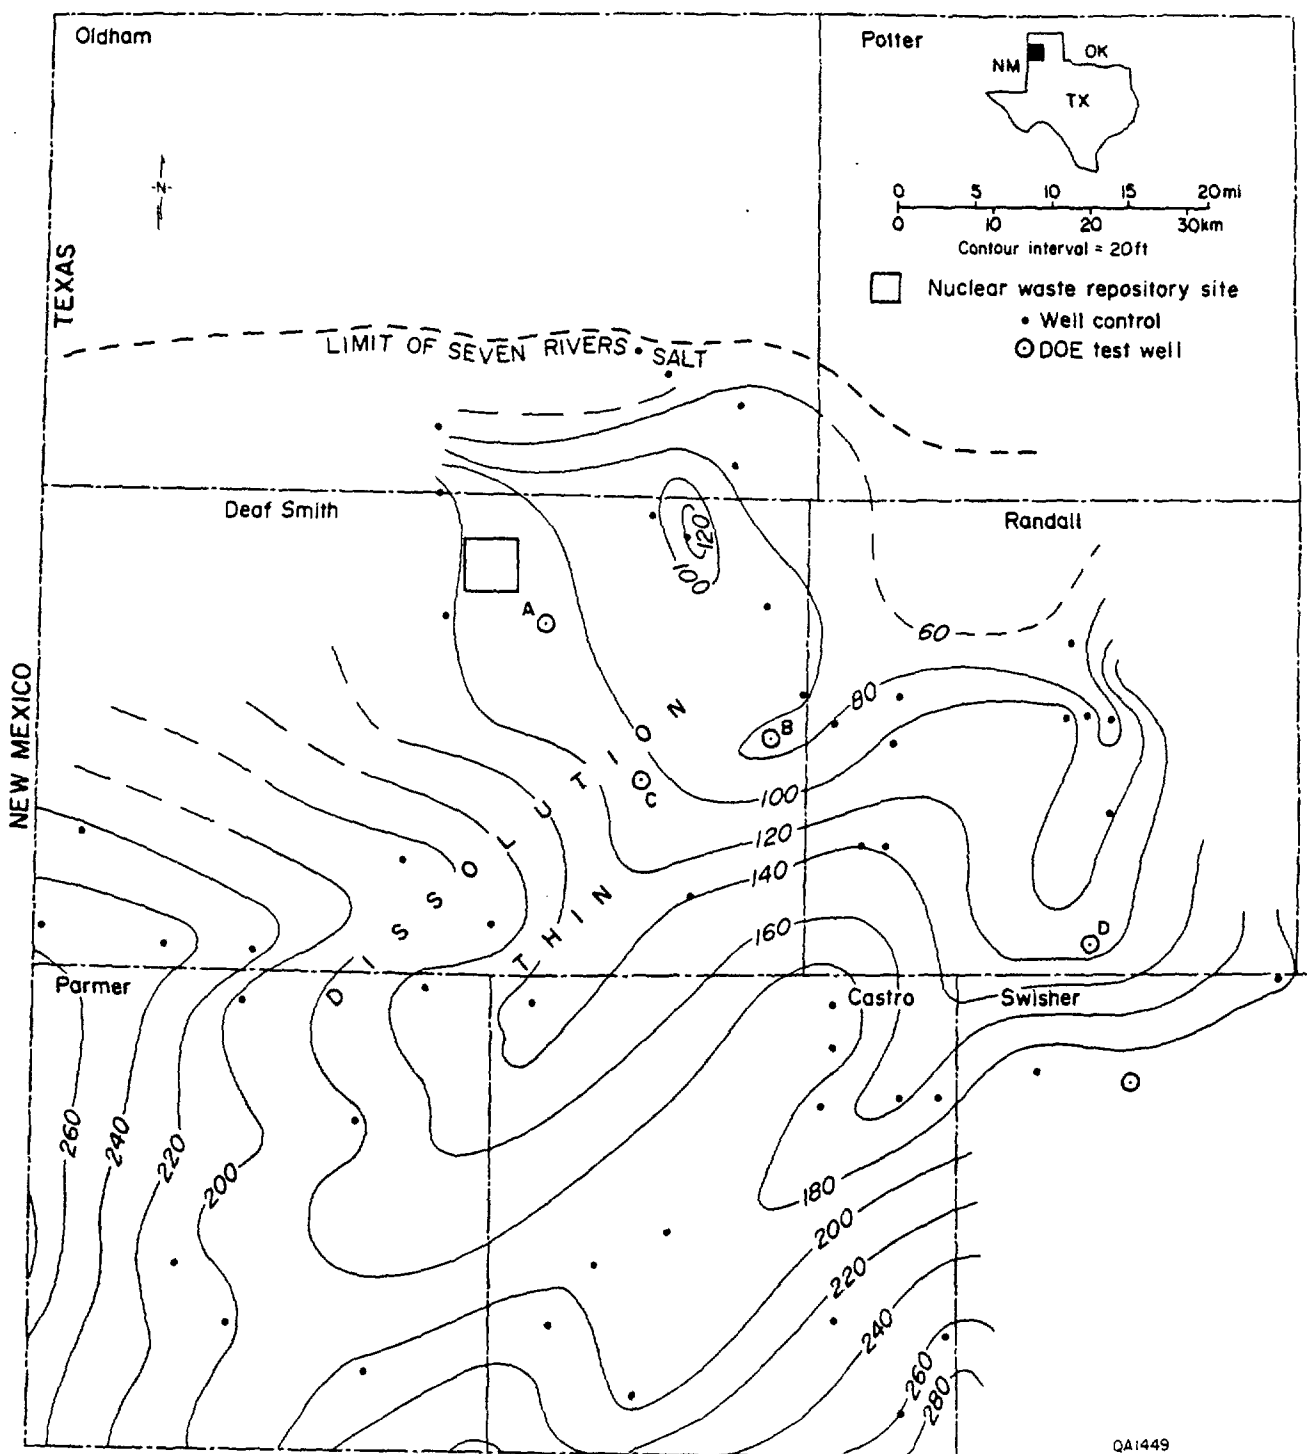 Oldham
Potter
NM
OK
TX
-N-
0 5 10 15 20mi
0 10 20 30km
Contour interval = 20ft
Nuclear waste repository site
Well control
DOE test well
TEXAS
NEW MEXICO
LIMIT OF SEVEN RIVERS SALT
Deaf Smith
Randall
120
100
A
60
80
B
C
100
120
140
160
D
DISSOLUTION
THIN
Parmer
Castro
Swisher
260
240
220
200
180
200
220
240
260
280
QA1449